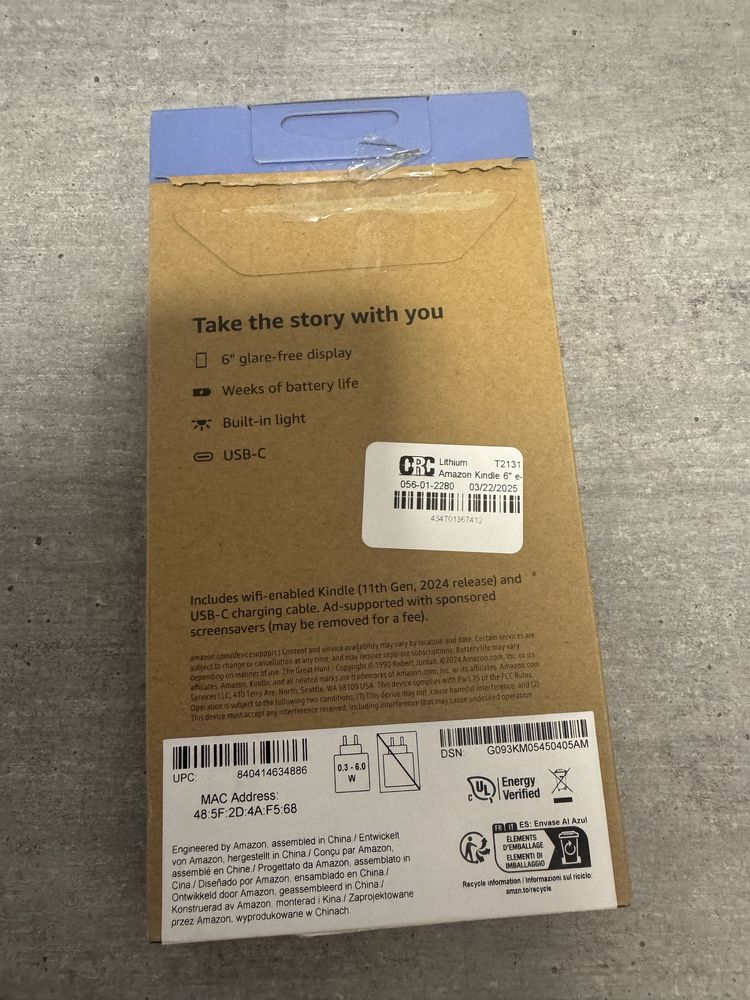 Take the story with you
6" glare-free display
Weeks of battery life
Built-in light
USB-C
CRC Lithium T2131
Amazon Kindle 6" e-
056-01-2280 03/22/2025
434701367412
Includes wifi-enabled Kindle (11th Gen, 2024 release) and
USB-C charging cable. Ad-supported with sponsored
screensavers (may be removed for a fee).
amazon.com/devicesupport | Content and service availability may vary by location and date. Certain services are
subject to change or cancellation at any time, and may require separate subscriptions. Battery life may vary
depending on manner of use. The Great Hunt - Copyright © 1990 Robert Jordan. ©2024 Amazon.com, Inc. or its
affiliates. Amazon, Kindle, and all related marks are trademarks of Amazon.com, Inc. or its affiliates. Amazon.com
Services LLC, 410 Terry Ave. North, Seattle, WA 98109 USA. This device complies with Part 15 of the FCC Rules.
Operation is subject to the following two conditions: (1) This device may not cause harmful interference, and (2)
This device must accept any interference received, including interference that may cause undesired operation
UPC: 840414634886
MAC Address:
48:5F:2D:4A:F5:68
0.3 - 6.0
W
DSN: G093KM05450405AM
c UL us Energy
Verified
FR / IT ES: Envase Al Azul
ÉLÉMENTS
D'EMBALLAGE
ELEMENTI DI
IMBALLAGGIO
Recycle information / Informazioni sul riciclo:
amzn.to/recycle
Engineered by Amazon, assembled in China / Entwickelt
von Amazon, hergestellt in China / Conçu par Amazon,
assemblé en Chine / Progettato da Amazon, assemblato in
Cina / Diseñado por Amazon. ensamblado en China /
Ontwikkeld door Amazon, geassembleerd in China /
Konstruerad av Amazon. monterad i Kina / Zaprojektowane
przez Amazon, wyprodukowane w Chinach.